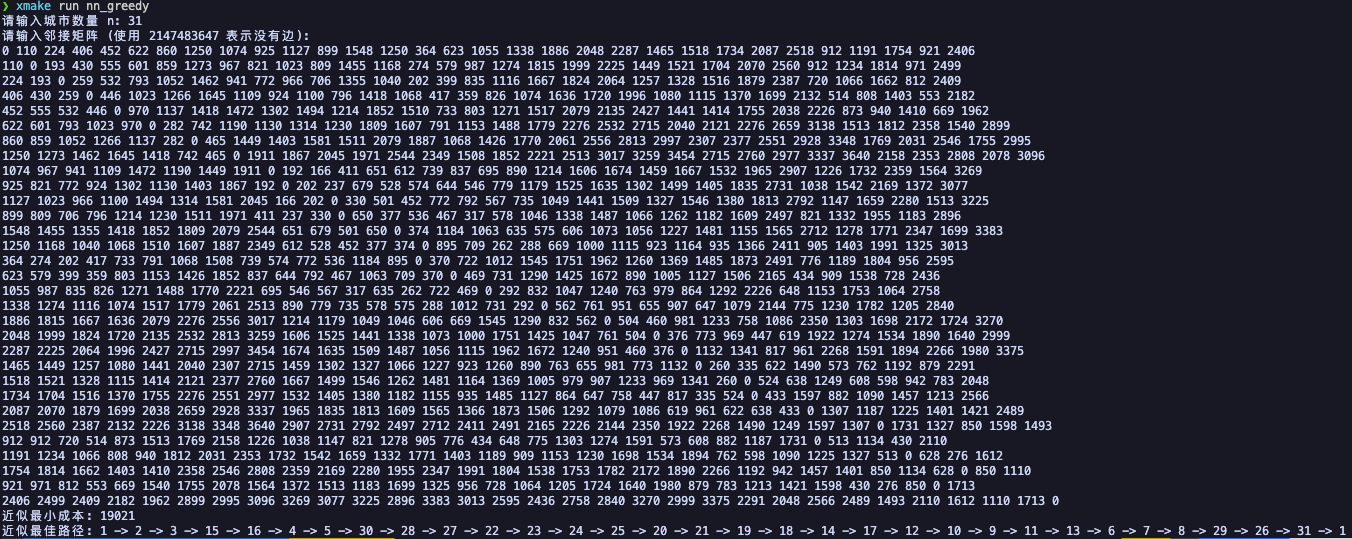 ❯ xmake run nn_greedy
请输入城市数量 n: 31
请输入邻接矩阵 (使用 2147483647 表示没有边):
0 110 224 406 452 622 860 1250 1074 925 1127 899 1548 1250 364 623 1055 1338 1886 2048 2287 1465 1518 1734 2087 2518 912 1191 1754 921 2406
110 0 193 430 555 601 859 1273 967 821 1023 809 1455 1168 274 579 987 1274 1815 1999 2225 1449 1521 1704 2070 2560 912 1234 1814 971 2499
224 193 0 259 532 793 1052 1462 941 772 966 706 1355 1040 202 399 835 1116 1667 1824 2064 1257 1328 1516 1879 2387 720 1066 1662 812 2409
406 430 259 0 446 1023 1266 1645 1109 924 1100 796 1418 1068 417 359 826 1074 1636 1720 1996 1080 1115 1370 1699 2132 514 808 1403 553 2182
452 555 532 446 0 970 1137 1418 1472 1302 1494 1214 1852 1510 733 803 1271 1517 2079 2135 2427 1441 1414 1755 2038 2226 873 940 1410 669 1962
622 601 793 1023 970 0 282 742 1190 1130 1314 1230 1809 1607 791 1153 1488 1779 2276 2532 2715 2040 2121 2276 2659 3138 1513 1812 2358 1540 2899
860 859 1052 1266 1137 282 0 465 1449 1403 1581 1511 2079 1887 1068 1426 1770 2061 2556 2813 2997 2307 2377 2551 2928 3348 1769 2031 2546 1755 2995
1250 1273 1462 1645 1418 742 465 0 1911 1867 2045 1971 2544 2349 1508 1852 2221 2513 3017 3259 3454 2715 2760 2977 3337 3640 2158 2353 2808 2078 3096
1074 967 941 1109 1472 1190 1449 1911 0 192 166 411 651 612 739 837 695 890 1214 1606 1674 1459 1667 1532 1965 2907 1226 1732 2359 1564 3269
925 821 772 924 1302 1130 1403 1867 192 0 202 237 679 528 574 644 546 779 1179 1525 1635 1302 1499 1405 1835 2731 1038 1542 2169 1372 3077
1127 1023 966 1100 1494 1314 1581 2045 166 202 0 330 501 452 772 792 567 735 1049 1441 1509 1327 1546 1380 1813 2792 1147 1659 2280 1513 3225
899 809 706 796 1214 1230 1511 1971 411 237 330 0 650 377 536 467 317 578 1046 1338 1487 1066 1262 1182 1609 2497 821 1332 1955 1183 2896
1548 1455 1355 1418 1852 1809 2079 2544 651 679 501 650 0 374 1184 1063 635 575 606 1073 1056 1227 1481 1155 1565 2712 1278 1771 2347 1699 3383
1250 1168 1040 1068 1510 1607 1887 2349 612 528 452 377 374 0 895 709 262 288 669 1000 1115 923 1164 935 1366 2411 905 1403 1991 1325 3013
364 274 202 417 733 791 1068 1508 739 574 772 536 1184 895 0 370 722 1012 1545 1751 1962 1260 1369 1485 1873 2491 776 1189 1804 956 2595
623 579 399 359 803 1153 1426 1852 837 644 792 467 1063 709 370 0 469 731 1290 1425 1672 890 1005 1127 1506 2165 434 909 1538 728 2436
1055 987 835 826 1271 1488 1770 2221 695 546 567 317 635 262 722 469 0 292 832 1047 1240 763 979 864 1292 2226 648 1153 1753 1064 2758
1338 1274 1116 1074 1517 1779 2061 2513 890 779 735 578 575 288 1012 731 292 0 562 761 951 655 907 647 1079 2144 775 1230 1782 1205 2840
1886 1815 1667 1636 2079 2276 2556 3017 1214 1179 1049 1046 606 669 1545 1290 832 562 0 504 460 981 1233 758 1086 2350 1303 1698 2172 1724 3270
2048 1999 1824 1720 2135 2532 2813 3259 1606 1525 1441 1338 1073 1000 1751 1425 1047 761 504 0 376 773 969 447 619 1922 1274 1534 1890 1640 2999
2287 2225 2064 1996 2427 2715 2997 3454 1674 1635 1509 1487 1056 1115 1962 1672 1240 951 460 376 0 1132 1341 817 961 2268 1591 1894 2266 1980 3375
1465 1449 1257 1080 1441 2040 2307 2715 1459 1302 1327 1066 1227 923 1260 890 763 655 981 773 1132 0 260 335 622 1490 573 762 1192 879 2291
1518 1521 1328 1115 1414 2121 2377 2760 1667 1499 1546 1262 1481 1164 1369 1005 979 907 1233 969 1341 260 0 524 638 1249 608 598 942 783 2048
1734 1704 1516 1370 1755 2276 2551 2977 1532 1405 1380 1182 1155 935 1485 1127 864 647 758 447 817 335 524 0 433 1597 882 1090 1457 1213 2566
2087 2070 1879 1699 2038 2659 2928 3337 1965 1835 1813 1609 1565 1366 1873 1506 1292 1079 1086 619 961 622 638 433 0 1307 1187 1225 1401 1421 2489
2518 2560 2387 2132 2226 3138 3348 3640 2907 2731 2792 2497 2712 2411 2491 2165 2226 2144 2350 1922 2268 1490 1249 1597 1307 0 1731 1327 850 1598 1493
912 912 720 514 873 1513 1769 2158 1226 1038 1147 821 1278 905 776 434 648 775 1303 1274 1591 573 608 882 1187 1731 0 513 1134 430 2110
1191 1234 1066 808 940 1812 2031 2353 1732 1542 1659 1332 1771 1403 1189 909 1153 1230 1698 1534 1894 762 598 1090 1225 1327 513 0 628 276 1612
1754 1814 1662 1403 1410 2358 2546 2808 2359 2169 2280 1955 2347 1991 1804 1538 1753 1782 2172 1890 2266 1192 942 1457 1401 850 1134 628 0 850 1110
921 971 812 553 669 1540 1755 2078 1564 1372 1513 1183 1699 1325 956 728 1064 1205 1724 1640 1980 879 783 1213 1421 1598 430 276 850 0 1713
2406 2499 2409 2182 1962 2899 2995 3096 3269 3077 3225 2896 3383 3013 2595 2436 2758 2840 3270 2999 3375 2291 2048 2566 2489 1493 2110 1612 1110 1713 0
近似最小成本: 19021
近似最佳路径: 1 -> 2 -> 3 -> 15 -> 16 -> 4 -> 5 -> 30 -> 28 -> 27 -> 22 -> 23 -> 24 -> 25 -> 20 -> 21 -> 19 -> 18 -> 14 -> 17 -> 12 -> 10 -> 9 -> 11 -> 13 -> 6 -> 7 -> 8 -> 29 -> 26 -> 31 -> 1